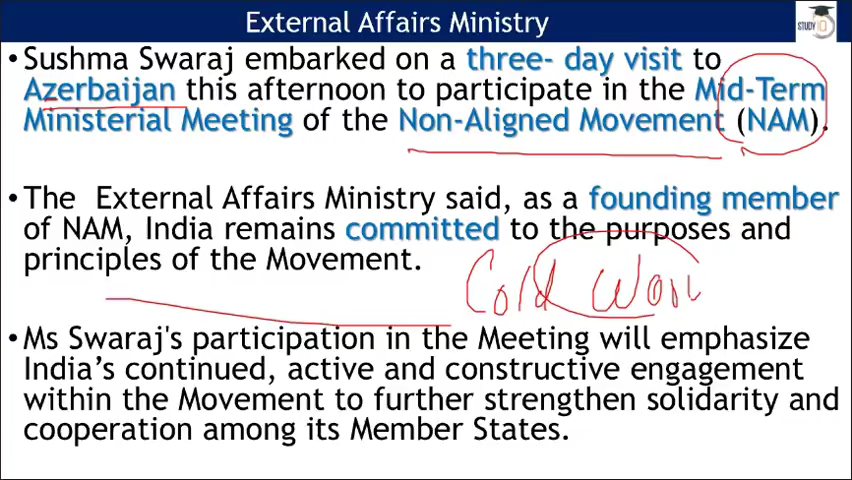 External Affairs Ministry
STUDY IQ
• Sushma Swaraj embarked on a three- day visit to
Azerbaijan this afternoon to participate in the Mid-Term
Ministerial Meeting of the Non-Aligned Movement (NAM).
• The External Affairs Ministry said, as a founding member
of NAM, India remains committed to the purposes and
principles of the Movement.
Cold War
• Ms Swaraj's participation in the Meeting will emphasize
India's continued, active and constructive engagement
within the Movement to further strengthen solidarity and
cooperation among its Member States.